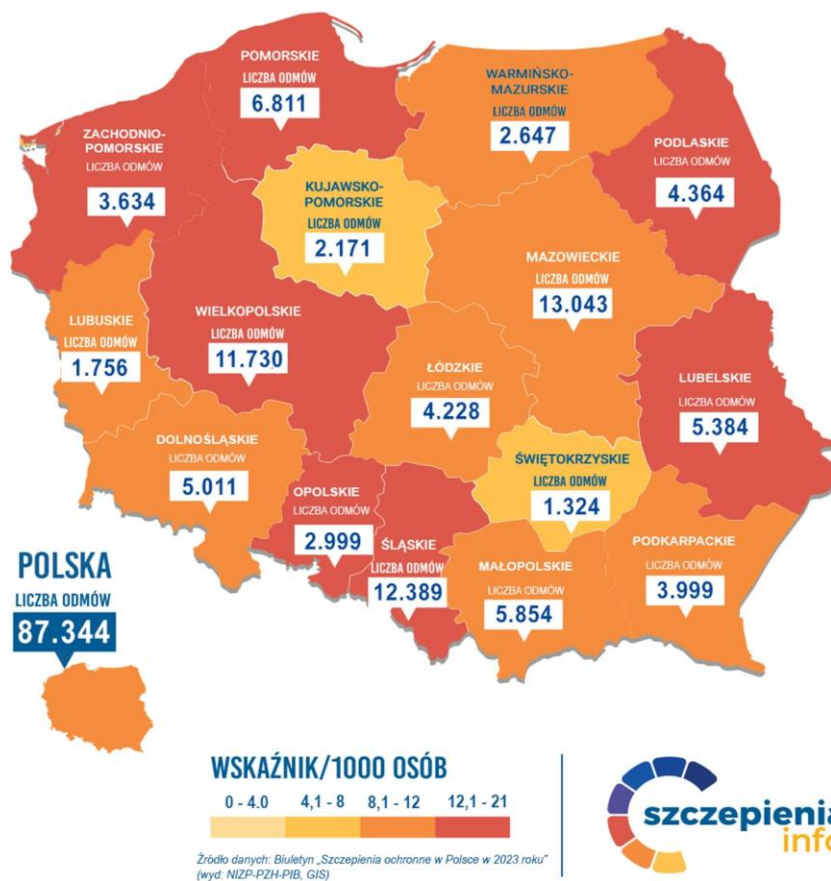 POMORSKIE
LICZBA ODMÓW
6.811
WARMIŃSKO-
MAZURSKIE
LICZBA ODMÓW
2.647
ZACHODNIO-
POMORSKIE
LICZBA ODMÓW
3.634
PODLASKIE
LICZBA ODMÓW
4.364
KUJAWSKO-
POMORSKIE
LICZBA ODMÓW
2.171
MAZOWIECKIE
LICZBA ODMÓW
13.043
LUBUSKIE
LICZBA ODMÓW
1.756
WIELKOPOLSKIE
LICZBA ODMÓW
11.730
ŁÓDZKIE
LICZBA ODMÓW
4.228
LUBELSKIE
LICZBA ODMÓW
5.384
DOLNOŚLĄSKIE
LICZBA ODMÓW
5.011
OPOLSKIE
LICZBA ODMÓW
2.999
ŚLĄSKIE
LICZBA ODMÓW
12.389
ŚWIĘTOKRZYSKIE
LICZBA ODMÓW
1.324
MAŁOPOLSKIE
LICZBA ODMÓW
5.854
PODKARPACKIE
LICZBA ODMÓW
3.999
POLSKA
LICZBA ODMÓW
87.344
WSKAŹNIK/1000 OSÓB
0 - 4.0 4,1 - 8 8,1 - 12 12,1 - 21
Źródło danych: Biuletyn „Szczepienia ochronne w Polsce w 2023 roku"
(wyd: NIZP-PZH-PIB, GIS)
szczepienia
info